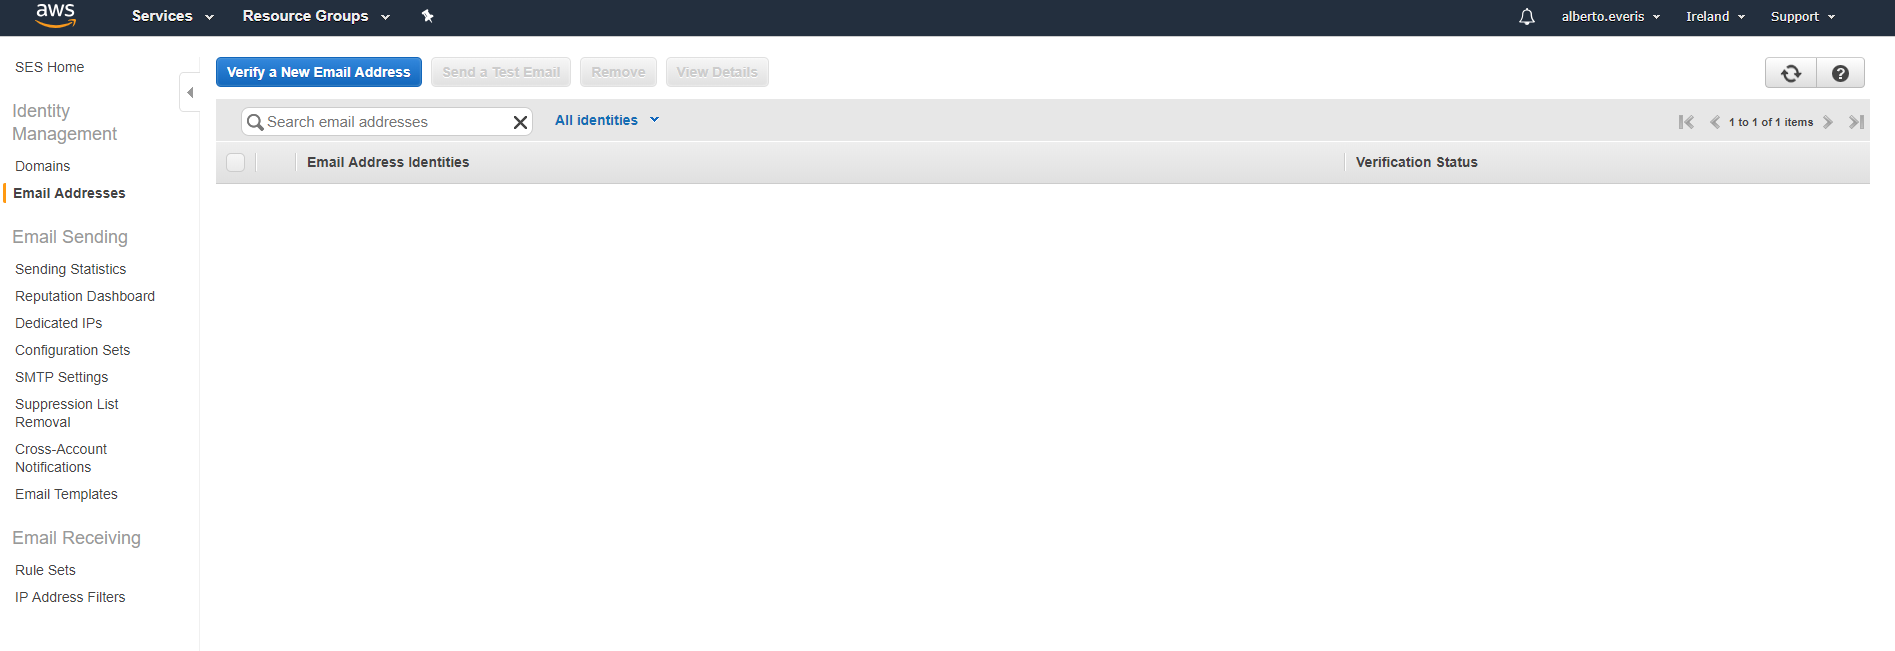 aws
Services
Resource Groups
alberto.everis
Ireland
Support
SES Home
Identity
Management
Domains
Email Addresses
Email Sending
Sending Statistics
Reputation Dashboard
Dedicated IPs
Configuration Sets
SMTP Settings
Suppression List
Removal
Cross-Account
Notifications
Email Templates
Email Receiving
Rule Sets
IP Address Filters
Verify a New Email Address
Send a Test Email
Remove
View Details
?
Search email addresses
All identities
1 to 1 of 1 items
Email Address Identities
Verification Status